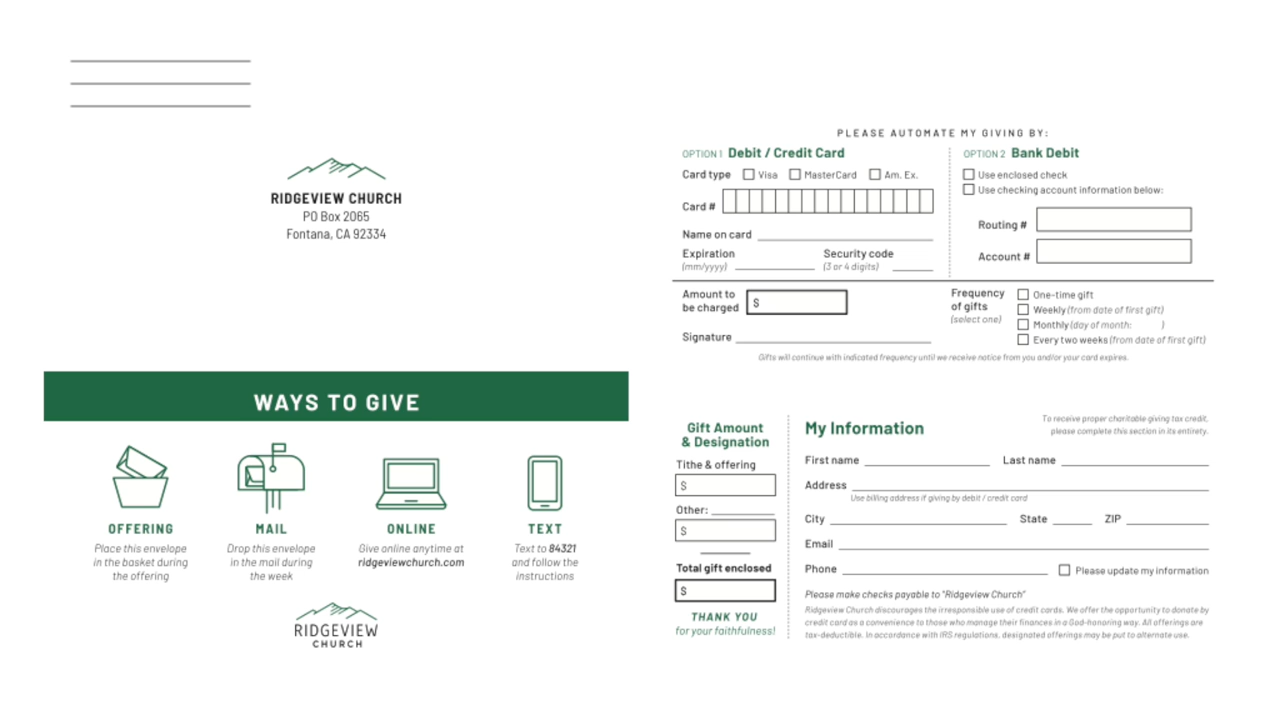 RIDGEVIEW CHURCH
PO Box 2065
Fontana, CA 92334
WAYS TO GIVE
OFFERING
Place this envelope
in the basket during
the offering
MAIL
Drop this envelope
in the mail during
the week
ONLINE
Give online anytime at
ridgeviewchurch.com
TEXT
Text to 84321
and follow the
instructions
RIDGEVIEW
CHURCH
PLEASE AUTOMATE MY GIVING BY:
OPTION 1 Debit / Credit Card
Card type Visa MasterCard Am. Ex.
Card #
Name on card
Expiration
(mm/yyyy)
Security code
(3 or 4 digits)
OPTION 2 Bank Debit
Use enclosed check
Use checking account information below:
Routing #
Account #
Amount to
be charged
$
Signature
Frequency
of gifts
(select one)
One-time gift
Weekly (from date of first gift)
Monthly (day of month: )
Every two weeks (from date of first gift)
Gifts will continue with indicated frequency until we receive notice from you and/or your card expires.
Gift Amount
& Designation
Tithe & offering
$
Other:
$
Total gift enclosed
$
THANK YOU
for your faithfulness!
My Information
To receive proper charitable giving tax credit,
please complete this section in its entirety.
First name Last name
Address
Use billing address if giving by debit / credit card
City State ZIP
Email
Phone Please update my information
Please make checks payable to "Ridgeview Church"
Ridgeview Church discourages the irresponsible use of credit cards. We offer the opportunity to donate by
credit card as a convenience to those who manage their finances in a God-honoring way. All offerings are
tax-deductible. In accordance with IRS regulations, designated offerings may be put to alternate use.